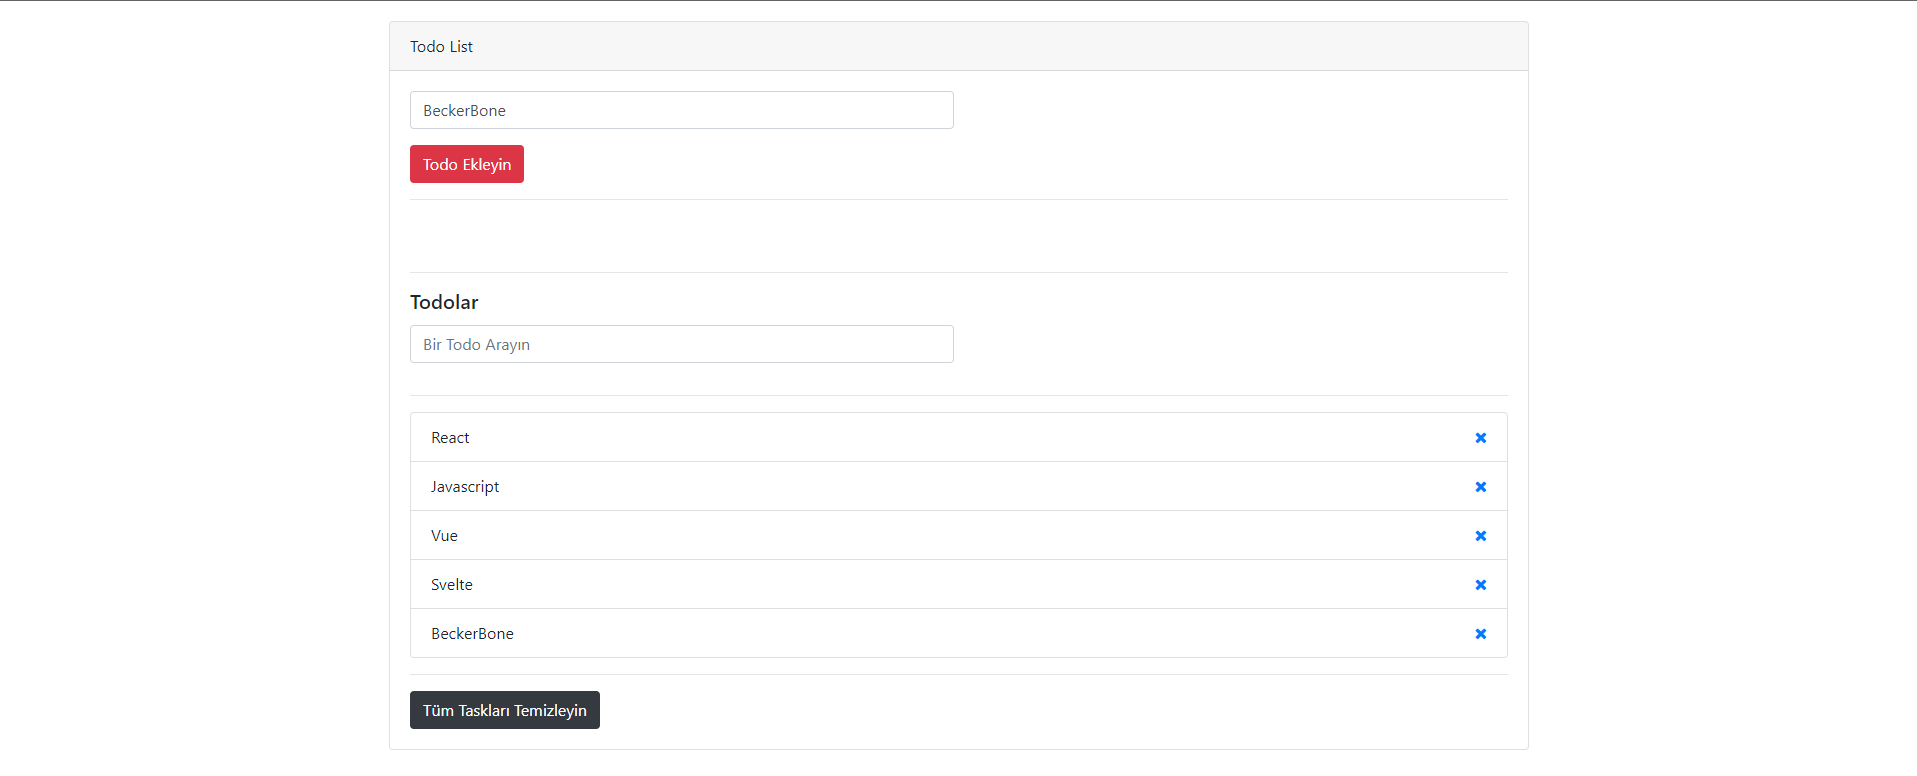 Todo List
BeckerBone
Todo Ekleyin
Todolar
Bir Todo Arayın
React
Javascript
Vue
Svelte
BeckerBone
Tüm Taskları Temizleyin